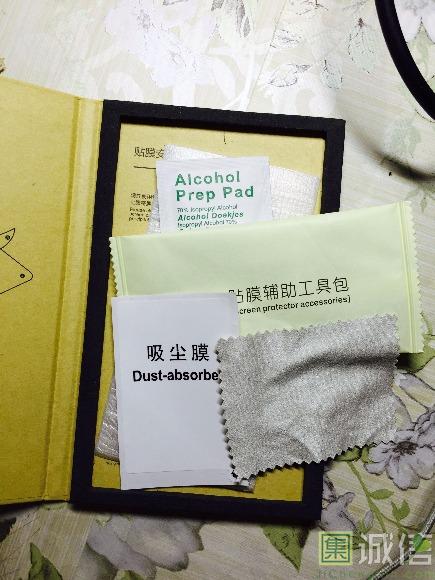 贴膜安
Alcohol
Prep Pad
70% Isopropyl Alcohol
Alcohol Doekjes
Isopropyl Alcohol 70%
贴膜辅助工具包
screen protector accessories)
吸尘膜
Dust-absorbe
诚信